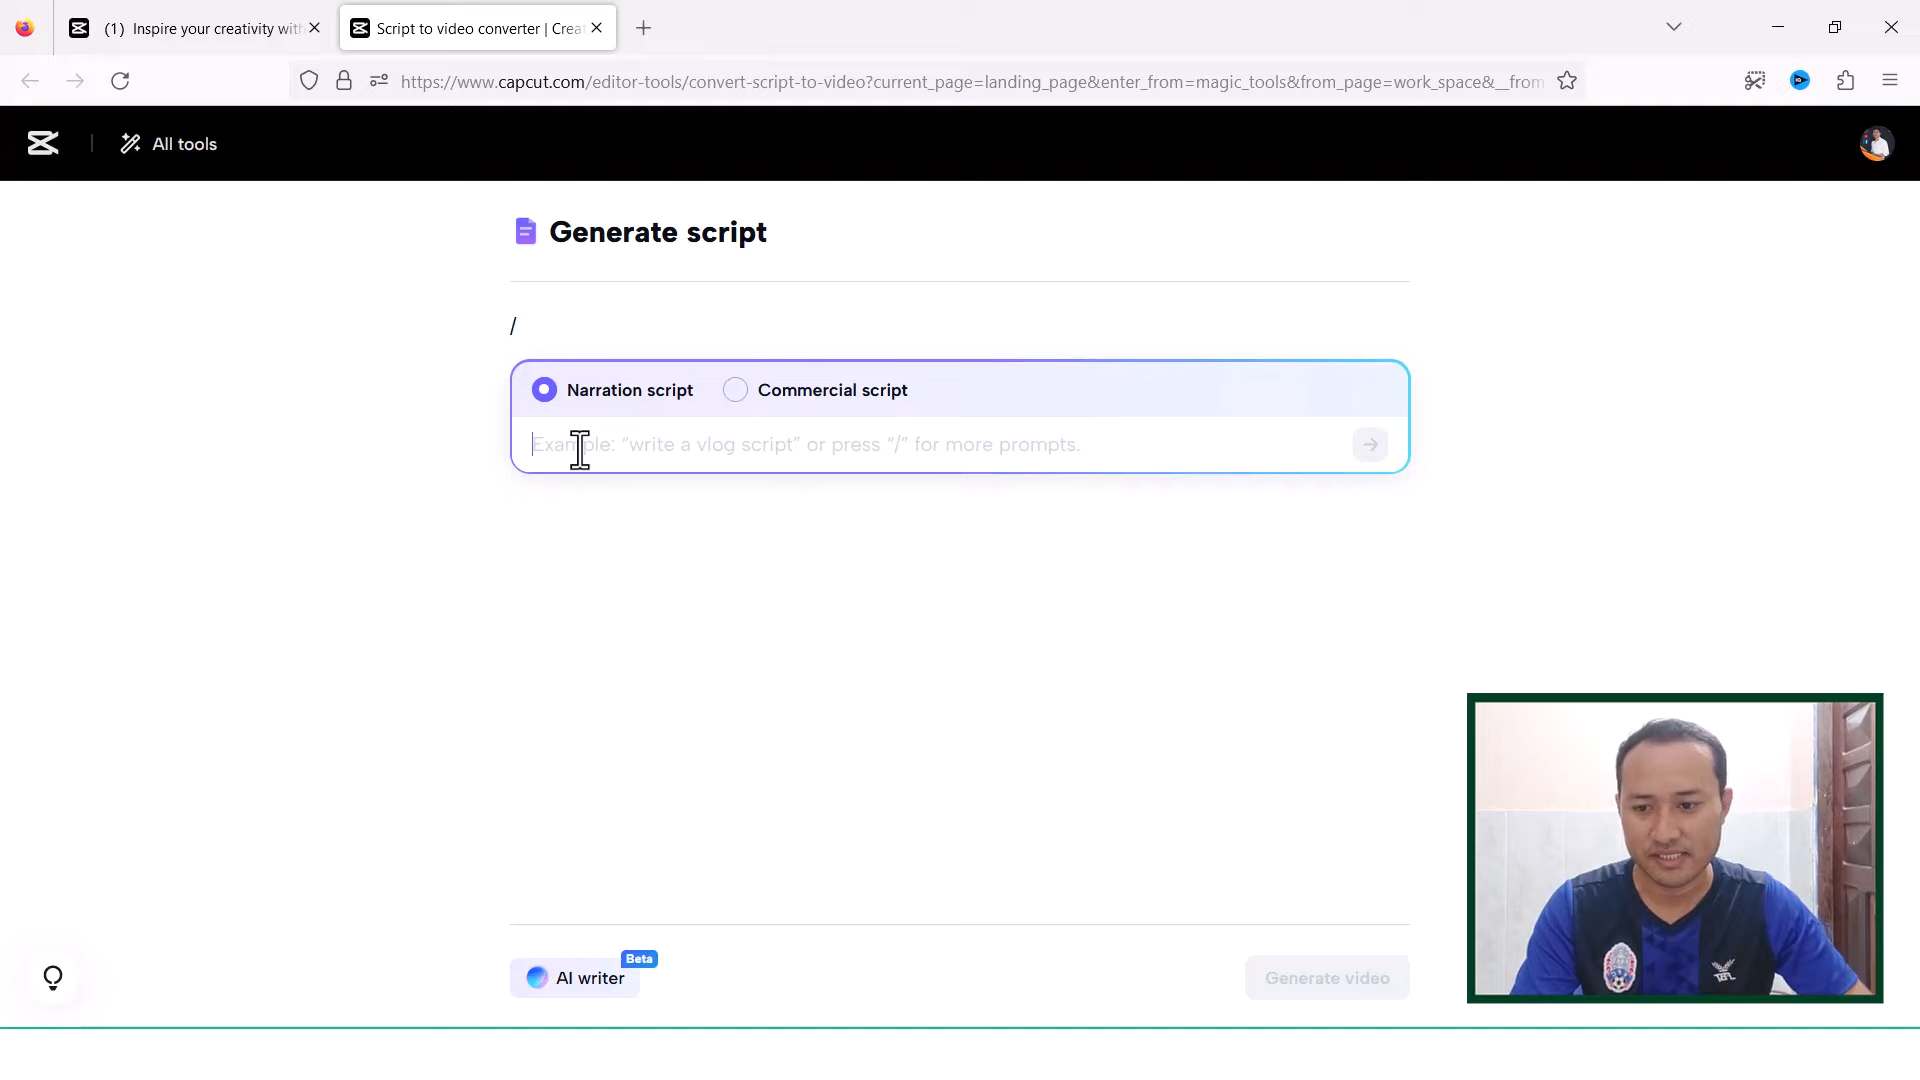 (1) Inspire your creativity with
Script to video converter | Crea
https://www.capcut.com/editor-tools/convert-script-to-video?current_page=landing_page&enter_from=magic_tools&from_page=work_space&__from
All tools
Generate script
/
Narration script
Commercial script
Example: “write a vlog script” or press “/” for more prompts.
Beta
AI writer
Generate video